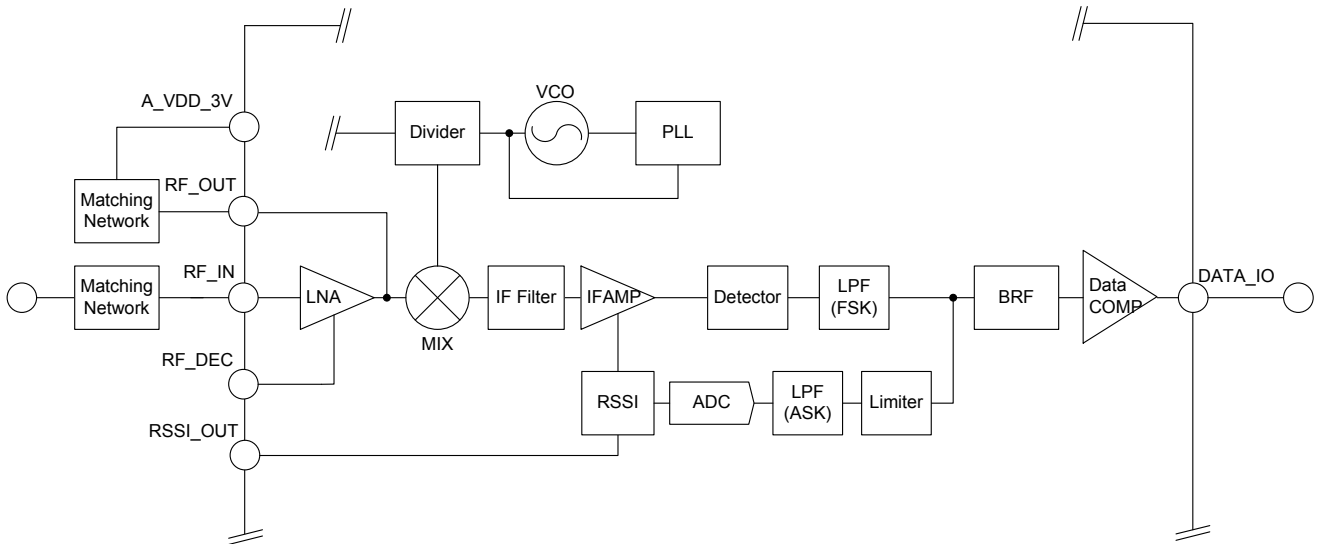 A_VDD_3V
VCO
Divider
PLL
RF_OUT
Matching
Network
RF_IN
Matching
Network
LNA
MIX
IF Filter
IFAMP
Detector
LPF
(FSK)
BRF
Data
COMP
DATA_IO
RF_DEC
RSSI
ADC
LPF
(ASK)
Limiter
RSSI_OUT